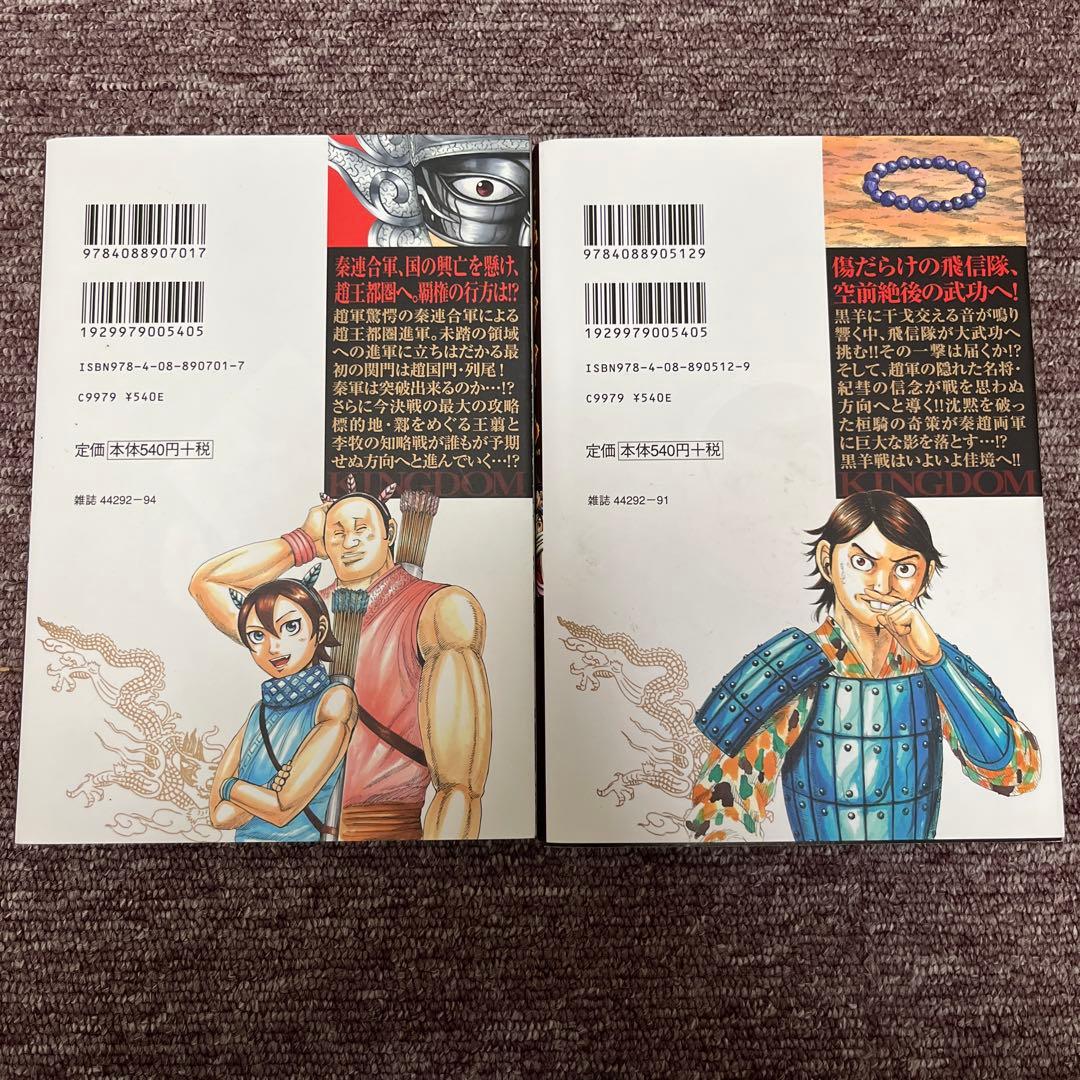 9784088907017
1929979005405
ISBN978-4-08-890701-7
C9979 ¥540E
定価 本体540円+税
雑誌 44292-94
秦連合軍、国の興亡を懸け、
趙王都圏へ。覇権の行方は!?
趙軍驚愕の秦連合軍による
趙王都圏進軍。未踏の領域
への進軍に立ちはだかる最
初の関門は趙国門・列尾!
秦軍は突破出来るのか…!?
さらに今決戦の最大の攻略
標的地・鄴をめぐる王翦と
李牧の知略戦が誰もが予期
せぬ方向へと進んでいく…!?
KINGDOM
9784088905129
1929979005405
ISBN978-4-08-890512-9
C9979 ¥540E
定価 本体540円+税
雑誌 44292-91
傷だらけの飛信隊、
空前絶後の武功へ!
黒羊に干戈交える音が鳴り
響く中、飛信隊が大武功へ
挑む!!その一撃は届くか!?
そして、趙軍の隠れた名将・
紀彗の信念が戦を思わぬ
方向へと導く!!沈黙を破っ
た桓騎の奇策が秦趙両軍
に巨大な影を落とす…!?
黒羊戦はいよいよ佳境へ!!
KINGDOM